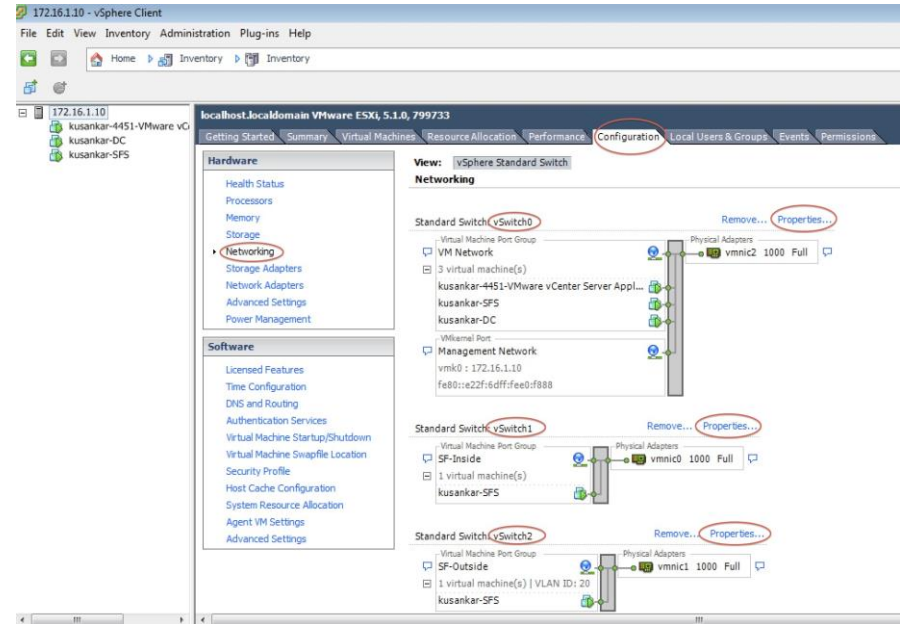 172.16.1.10 - vSphere Client
File Edit View Inventory Administration Plug-ins Help
Home Inventory Inventory
172.16.1.10
kusankar-4451-VMware vCe
kusankar-DC
kusankar-SFS
localhost.localdomain VMware ESXi, 5.1.0, 799733
Getting Started Summary Virtual Machines Resource Allocation Performance Configuration Local Users & Groups Events Permissions
Hardware
Health Status
Processors
Memory
Storage
Networking
Storage Adapters
Network Adapters
Advanced Settings
Power Management
Software
Licensed Features
Time Configuration
DNS and Routing
Authentication Services
Virtual Machine Startup/Shutdown
Virtual Machine Swapfile Location
Security Profile
Host Cache Configuration
System Resource Allocation
Agent VM Settings
Advanced Settings
View: vSphere Standard Switch
Networking
Standard Switch: vSwitch0 Remove... Properties...
Virtual Machine Port Group Physical Adapters
VM Network vmnic2 1000 Full
3 virtual machine(s)
kusankar-4451-VMware vCenter Server Appl...
kusankar-SFS
kusankar-DC
VMkernel Port
Management Network
vmk0 : 172.16.1.10
fe80::e22f:6dff:fee0:f888
Standard Switch: vSwitch1 Remove... Properties...
Virtual Machine Port Group Physical Adapters
SF-Inside vmnic0 1000 Full
1 virtual machine(s)
kusankar-SFS
Standard Switch: vSwitch2 Remove... Properties...
Virtual Machine Port Group Physical Adapters
SF-Outside vmnic1 1000 Full
1 virtual machine(s) | VLAN ID: 20
kusankar-SFS